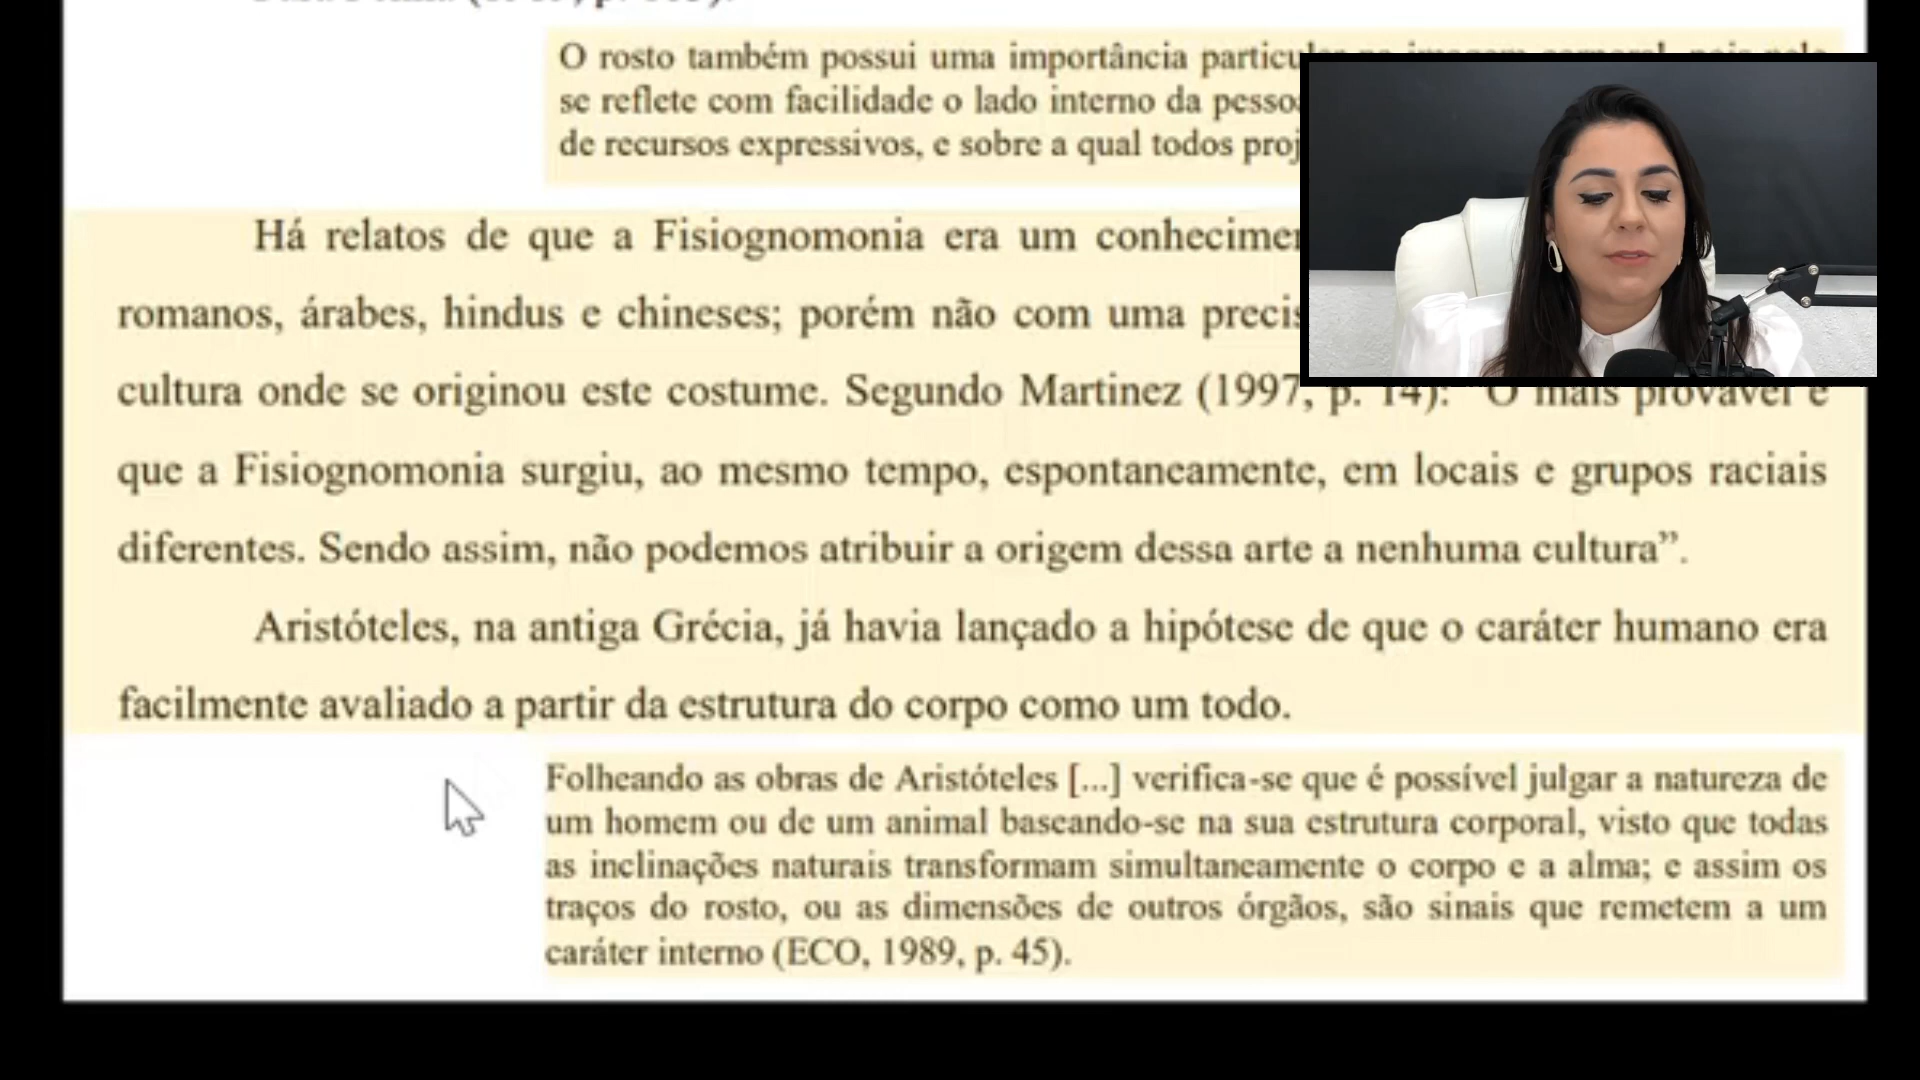 O rosto também possui uma importância
se reflete com facilidade o lado interno da
de recursos expressivos, e sobre a qual todos
Há relatos de que a Fisiognomonia era um
romanos, árabes, hindus e chineses; porém não com uma
cultura onde se originou este costume. Segundo Martinez (1997, p. 14): “O mais provável é
que a Fisiognomonia surgiu, ao mesmo tempo, espontaneamente, em locais e grupos raciais
diferentes. Sendo assim, não podemos atribuir a origem dessa arte a nenhuma cultura”.
Aristóteles, na antiga Grécia, já havia lançado a hipótese de que o caráter humano era
facilmente avaliado a partir da estrutura do corpo como um todo.
Folheando as obras de Aristóteles [...] verifica-se que é possível julgar a natureza de
um homem ou de um animal baseando-se na sua estrutura corporal, visto que todas
as inclinações naturais transformam simultaneamente o corpo e a alma; e assim os
traços do rosto, ou as dimensões de outros órgãos, são sinais que remetem a um
caráter interno (ECO, 1989, p. 45).